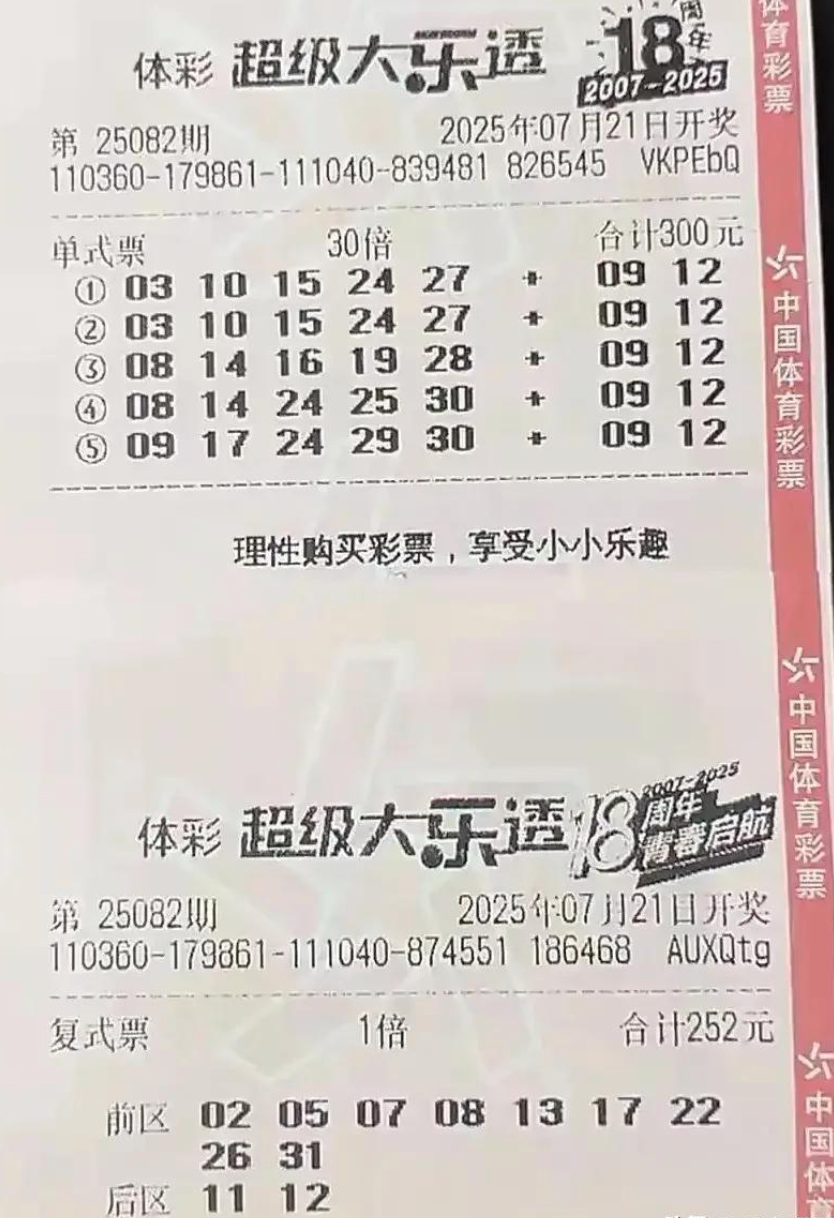 体彩 超级大乐透 18周年
2007-2025
第 25082期 2025年07月21日开奖
110360-179861-111040-839481 826545 VKPEbQ
单式票 30倍 合计300元
① 03 10 15 24 27 + 09 12
② 03 10 15 24 27 + 09 12
③ 08 14 16 19 28 + 09 12
④ 08 14 24 25 30 + 09 12
⑤ 09 17 24 29 30 + 09 12
理性购买彩票，享受小小乐趣
2007-2025
体彩 超级大乐透 18周年
青春启航
第 25082期 2025年07月21日开奖
110360-179861-111040-874551 186468 AUXQtg
复式票 1倍 合计252元
前区 02 05 07 08 13 17 22
26 31
后区 11 12
体育彩票
中国体育彩票
中国体育彩票
中国体育